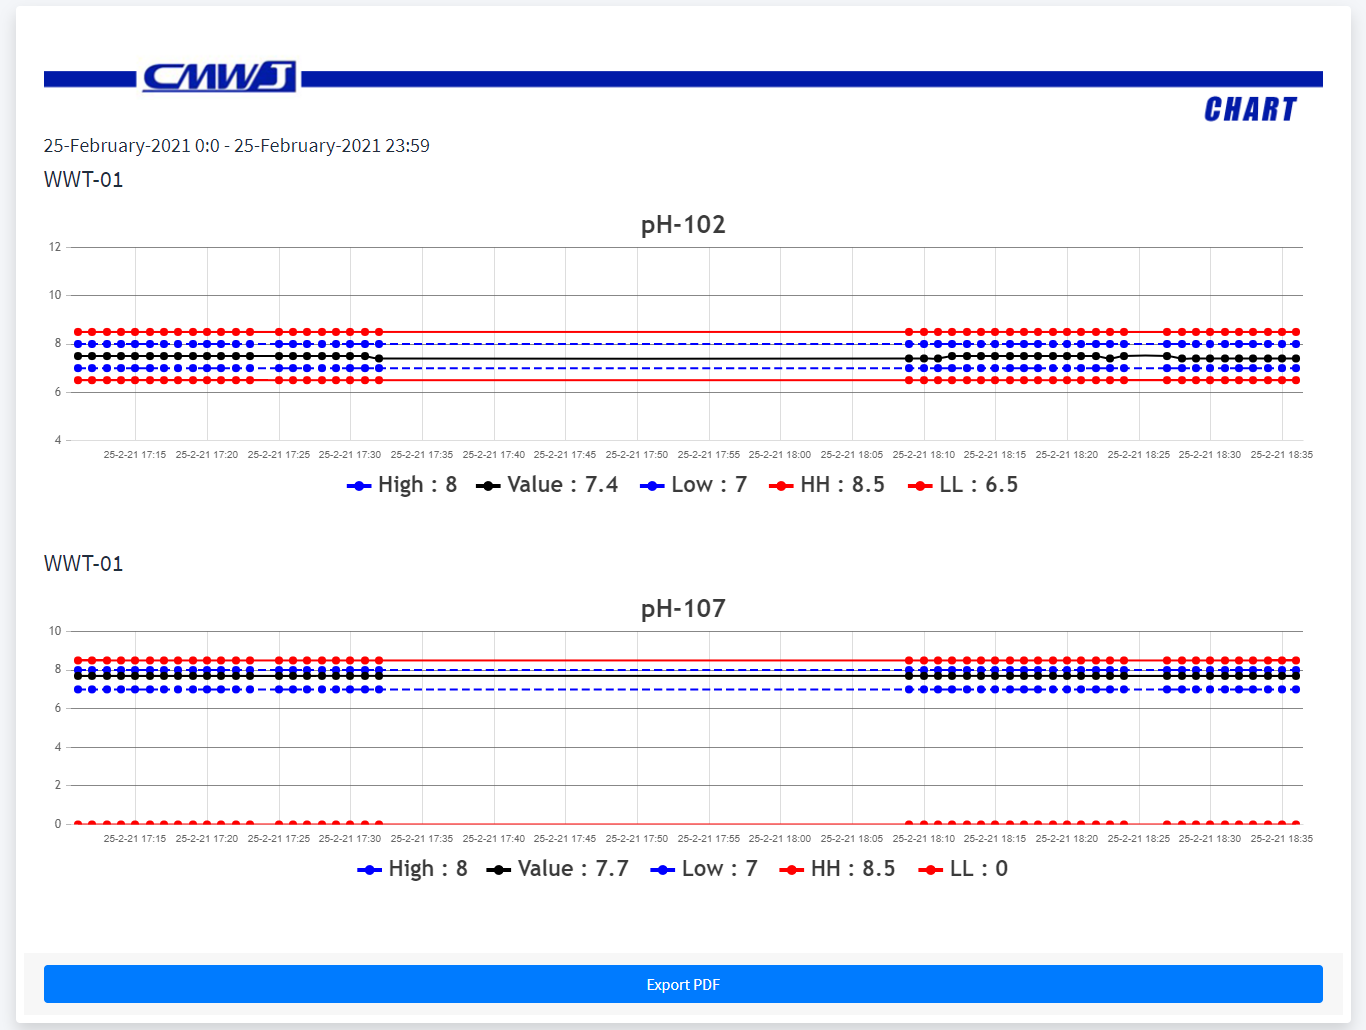 CMWJ
CHART
25-February-2021 0:0 - 25-February-2021 23:59
WWT-01
pH-102
12
10
8
6
4
25-2-21 17:15 25-2-21 17:20 25-2-21 17:25 25-2-21 17:30 25-2-21 17:35 25-2-21 17:40 25-2-21 17:45 25-2-21 17:50 25-2-21 17:55 25-2-21 18:00 25-2-21 18:05 25-2-21 18:10 25-2-21 18:15 25-2-21 18:20 25-2-21 18:25 25-2-21 18:30 25-2-21 18:35
High : 8 Value : 7.4 Low : 7 HH : 8.5 LL : 6.5
WWT-01
pH-107
10
8
6
4
2
0
25-2-21 17:15 25-2-21 17:20 25-2-21 17:25 25-2-21 17:30 25-2-21 17:35 25-2-21 17:40 25-2-21 17:45 25-2-21 17:50 25-2-21 17:55 25-2-21 18:00 25-2-21 18:05 25-2-21 18:10 25-2-21 18:15 25-2-21 18:20 25-2-21 18:25 25-2-21 18:30 25-2-21 18:35
High : 8 Value : 7.7 Low : 7 HH : 8.5 LL : 0
Export PDF